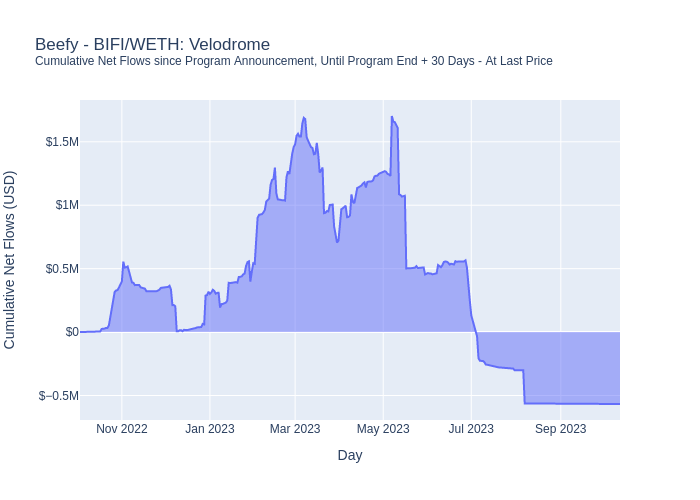 Beefy - BIFI/WETH: Velodrome
Cumulative Net Flows since Program Announcement, Until Program End + 30 Days - At Last Price
Cumulative Net Flows (USD)
$1.5M
$1M
$0.5M
$0
$−0.5M
Nov 2022
Jan 2023
Mar 2023
May 2023
Jul 2023
Sep 2023
Day